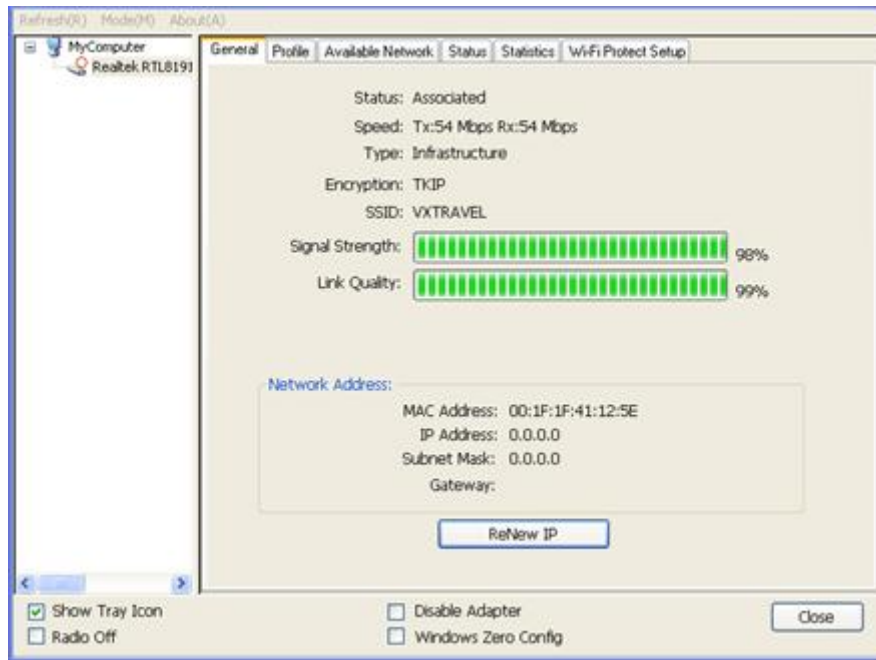 Refresh(R) Mode(M) About(A)
MyComputer
Realtek RTL8191
General Profile Available Network Status Statistics Wi-Fi Protect Setup
Status: Associated
Speed: Tx:54 Mbps Rx:54 Mbps
Type: Infrastructure
Encryption: TKIP
SSID: VXTRAVEL
Signal Strength: 98%
Link Quality: 99%
Network Address:
MAC Address: 00:1F:1F:41:12:5E
IP Address: 0.0.0.0
Subnet Mask: 0.0.0.0
Gateway:
ReNew IP
Show Tray Icon
Radio Off
Disable Adapter
Windows Zero Config
Close